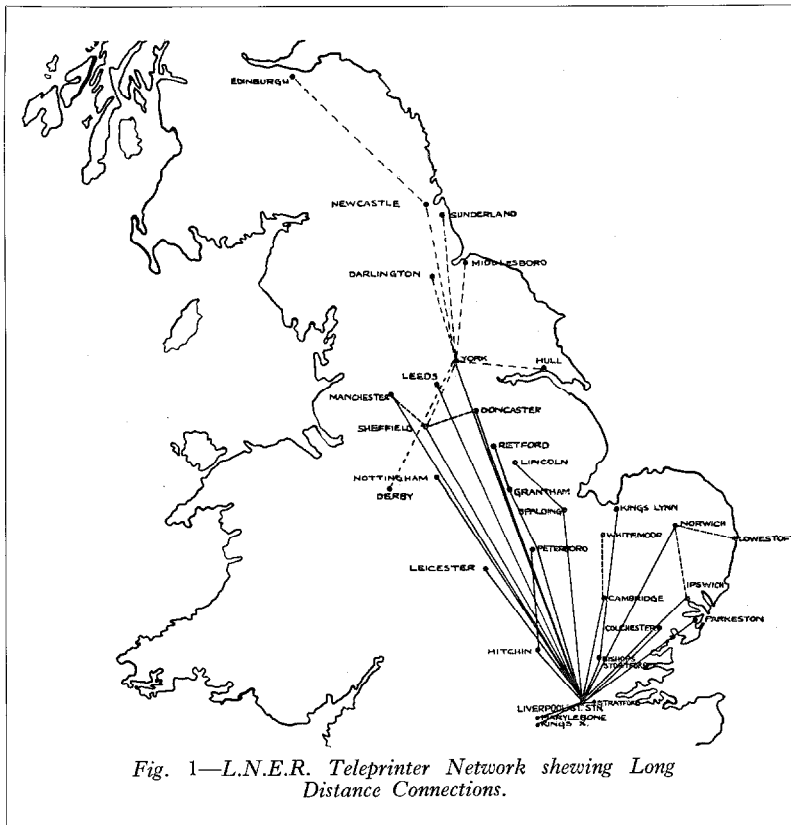 EDINBURGH
NEWCASTLE
SUNDERLAND
MIDDLESBORO
DARLINGTON
YORK
HULL
LEEDS
MANCHESTER
DONCASTER
SHEFFIELD
RETFORD
LINCOLN
NOTTINGHAM
DERBY
GRANTHAM
SPALDING
KINGS LYNN
NORWICH
WHITEMOOR
LOWESTOFT
PETERBORO
LEICESTER
IPSWICH
CAMBRIDGE
PARKESTON
COLCHESTER
HITCHIN
BISHOPS
STORTFORD
STRATFORD
LIVERPOOL ST. STN.
MARYLEBONE
KINGS X.
Fig. 1—L.N.E.R. Teleprinter Network shewing Long
Distance Connections.